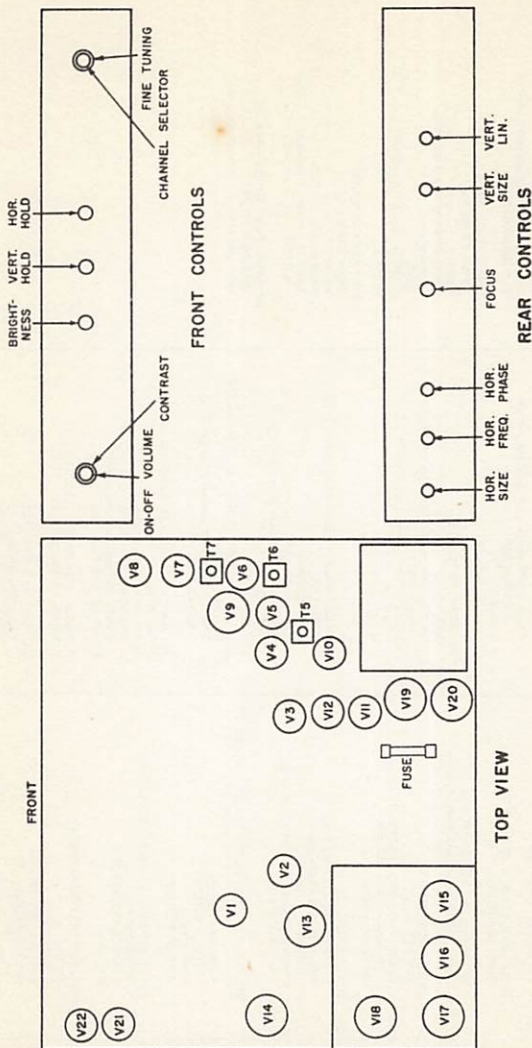 FRONT
V22
V21
V14
V1
V2
V13
V18
V17
V16
V15
FUSE
V3
V12
V11
V19
V20
V4
V9
V5
V10
T5
V8
V7
T7
V6
T6
TOP VIEW
BRIGHT-
NESS
VERT.
HOLD
HOR.
HOLD
ON-OFF VOLUME
CONTRAST
CHANNEL SELECTOR
FINE TUNING
FRONT CONTROLS
HOR.
SIZE
HOR.
FREQ.
HOR.
PHASE
FOCUS
VERT.
SIZE
VERT.
LIN.
REAR CONTROLS